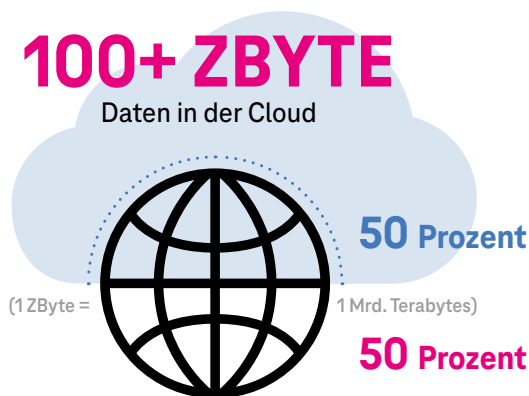 100+ ZBYTE
Daten in der Cloud
50 Prozent
(1 ZByte = 1 Mrd. Terabytes)
50 Prozent